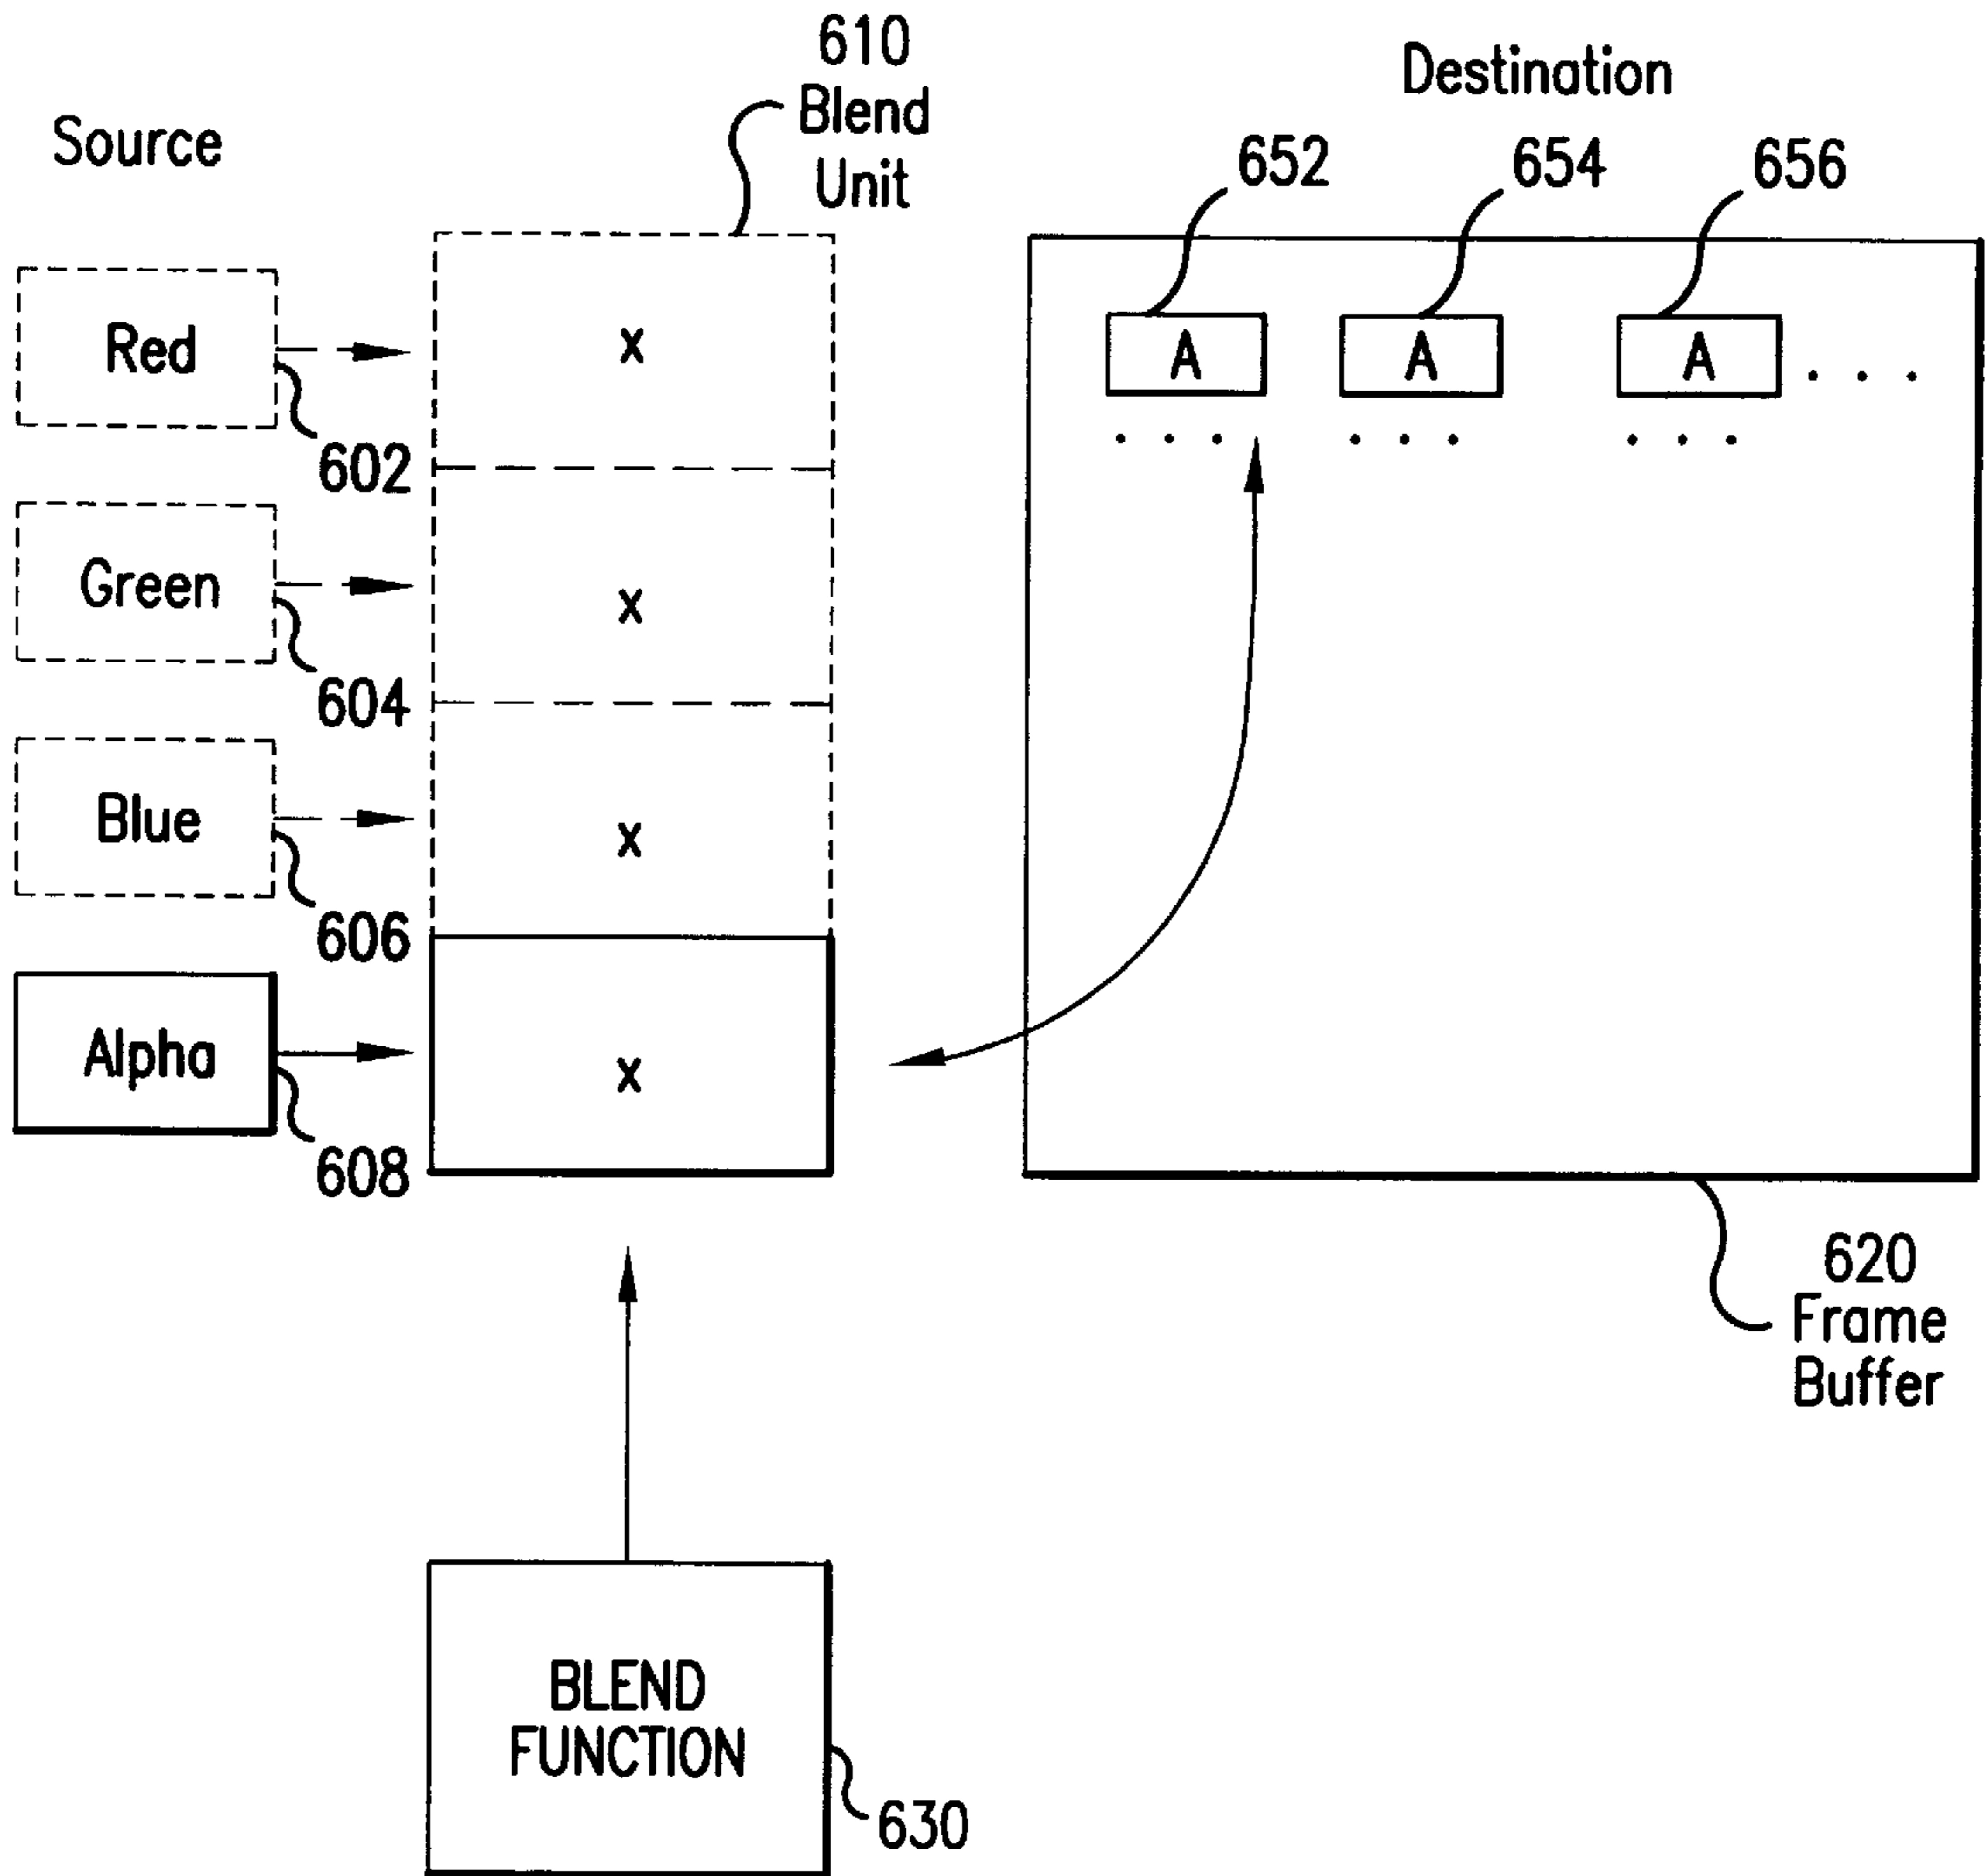 610
Blend
Unit
Destination
Source
652
654
656
Red
x
A
A
A
. . .
. . .
. . .
. . .
602
Green
x
604
Blue
x
606
Alpha
x
608
620
Frame
Buffer
BLEND
FUNCTION
630